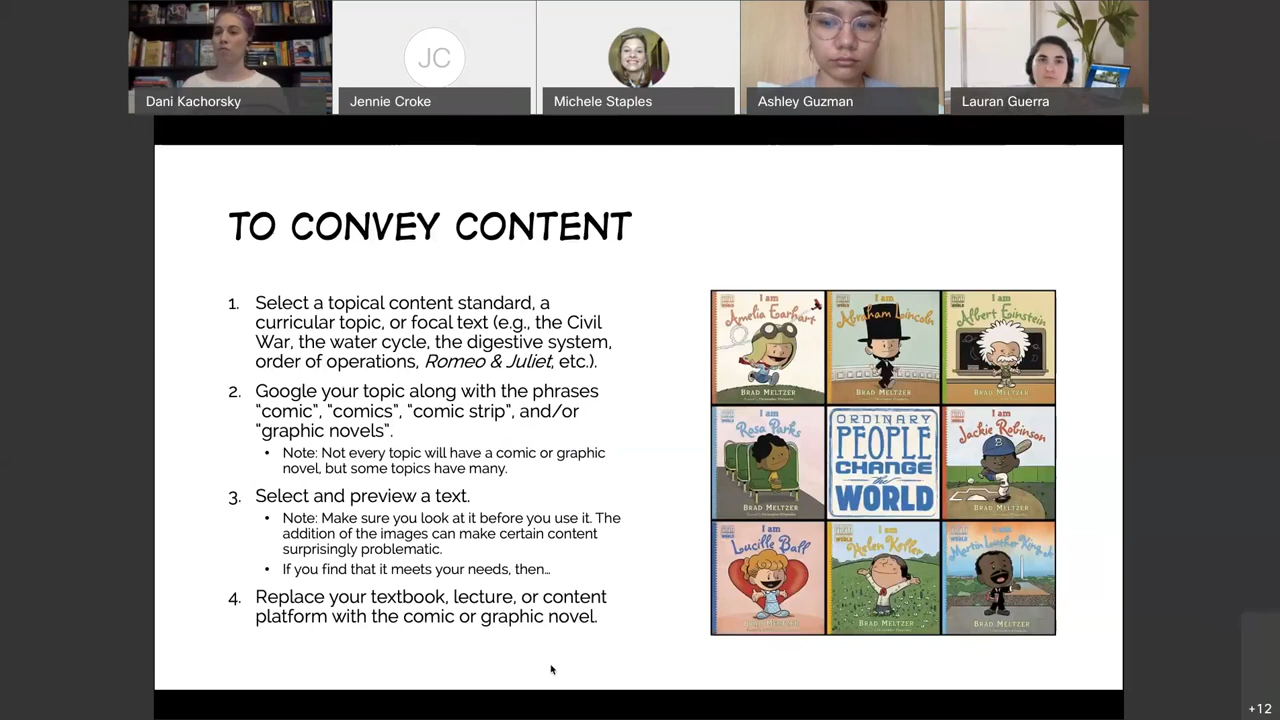 Dani Kachorsky
JC
Jennie Croke
Michele Staples
Ashley Guzman
Lauran Guerra
TO CONVEY CONTENT
1. Select a topical content standard, a
curricular topic, or focal text (e.g., the Civil
War, the water cycle, the digestive system,
order of operations, Romeo & Juliet, etc.).
2. Google your topic along with the phrases
“comic”, “comics”, “comic strip”, and/or
“graphic novels”.
• Note: Not every topic will have a comic or graphic
novel, but some topics have many.
3. Select and preview a text.
• Note: Make sure you look at it before you use it. The
addition of the images can make certain content
surprisingly problematic.
• If you find that it meets your needs, then…
4. Replace your textbook, lecture, or content
platform with the comic or graphic novel.
I am
Amelia Earhart
BRAD MELTZER
I am
Abraham Lincoln
BRAD MELTZER
I am
Albert Einstein
BRAD MELTZER
I am
Rosa Parks
BRAD MELTZER
ORDINARY
PEOPLE
CHANGE
the
WORLD
I am
Jackie Robinson
B
BRAD MELTZER
I am
Lucille Ball
BRAD MELTZER
I am
Helen Keller
BRAD MELTZER
I am
Martin Luther King, Jr.
BRAD MELTZER
+12